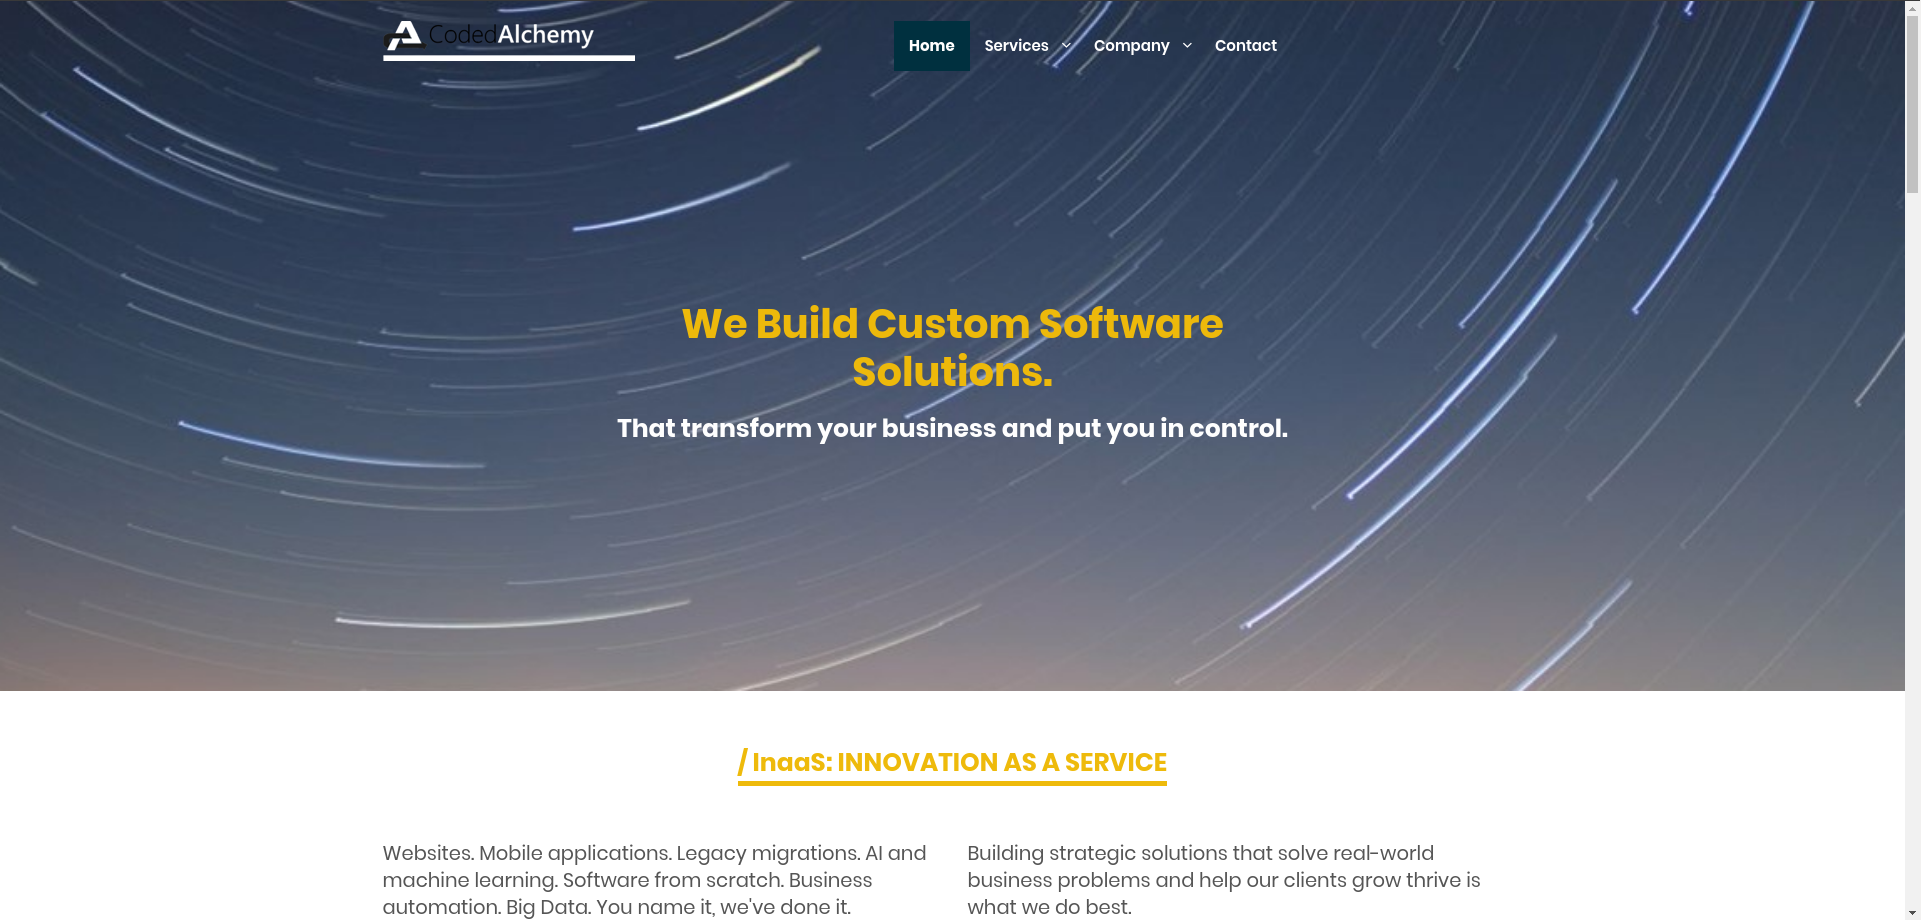 CodedAlchemy
Home Services Company Contact
We Build Custom Software
Solutions.
That transform your business and put you in control.
/ InaaS: INNOVATION AS A SERVICE
Websites. Mobile applications. Legacy migrations. AI and
machine learning. Software from scratch. Business
automation. Big Data. You name it, we've done it.
Building strategic solutions that solve real-world
business problems and help our clients grow thrive is
what we do best.